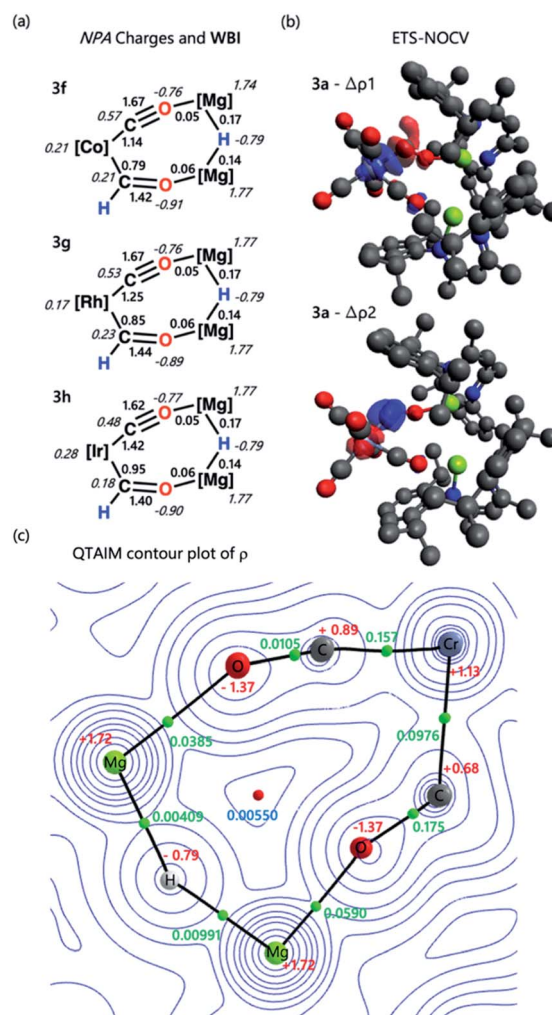 (a)
NPA Charges and WBI
3f
1.67 -0.76 1.74
0.57 C O [Mg]
0.05 0.17
0.21 [Co] 1.14 H -0.79
0.79 0.14
0.21 C 0.06 [Mg]
1.42 O 1.77
H -0.91
3g
1.67 -0.76 1.77
0.53 C O [Mg]
0.05 0.17
0.17 [Rh] 1.25 H -0.79
0.85 0.14
0.23 C 0.06 [Mg]
1.44 O 1.77
H -0.89
3h
1.62 -0.77 1.77
0.48 C O [Mg]
0.05 0.17
0.28 [Ir] 1.42 H -0.79
0.95 0.14
0.18 C 0.06 [Mg]
1.40 O 1.77
H -0.90
(b)
ETS-NOCV
3a - Δρ1
3a - Δρ2
(c)
QTAIM contour plot of ρ
+ 0.89
0.0105 C 0.157 Cr
O
- 1.37 +1.13
+1.72 0.0385 0.0976
Mg +0.68
0.00550 C
0.00409 -1.37 0.175
- 0.79 O
H
0.00991 0.0590
Mg
+1.72